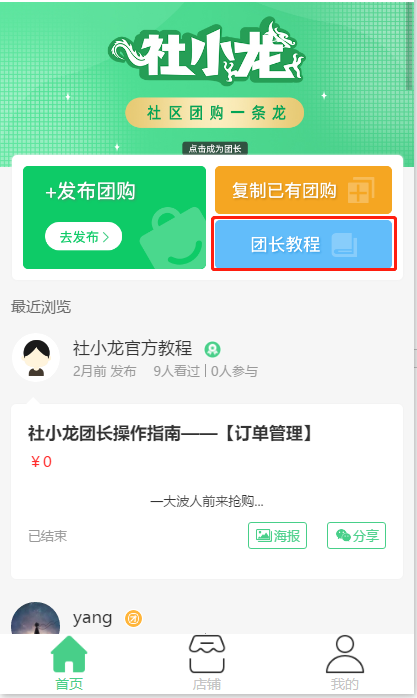 社小龙
社区团购一条龙
点击成为团长
+发布团购
去发布
复制已有团购
团长教程
最近浏览
社小龙官方教程
2月前 发布 9人看过 | 0人参与
社小龙团长操作指南——【订单管理】
￥0
一大波人前来抢购...
已结束
海报
分享
yang
首页
店铺
我的